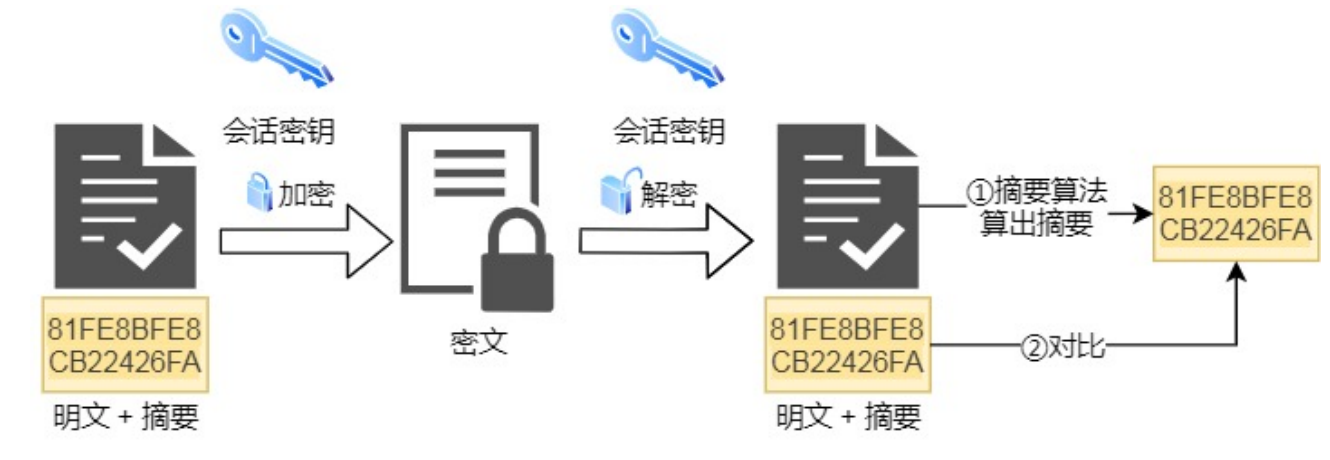 会话密钥
加密
81FE8BFE8
CB22426FA
明文 + 摘要
密文
会话密钥
解密
81FE8BFE8
CB22426FA
明文 + 摘要
①摘要算法
算出摘要
②对比
81FE8BFE8
CB22426FA